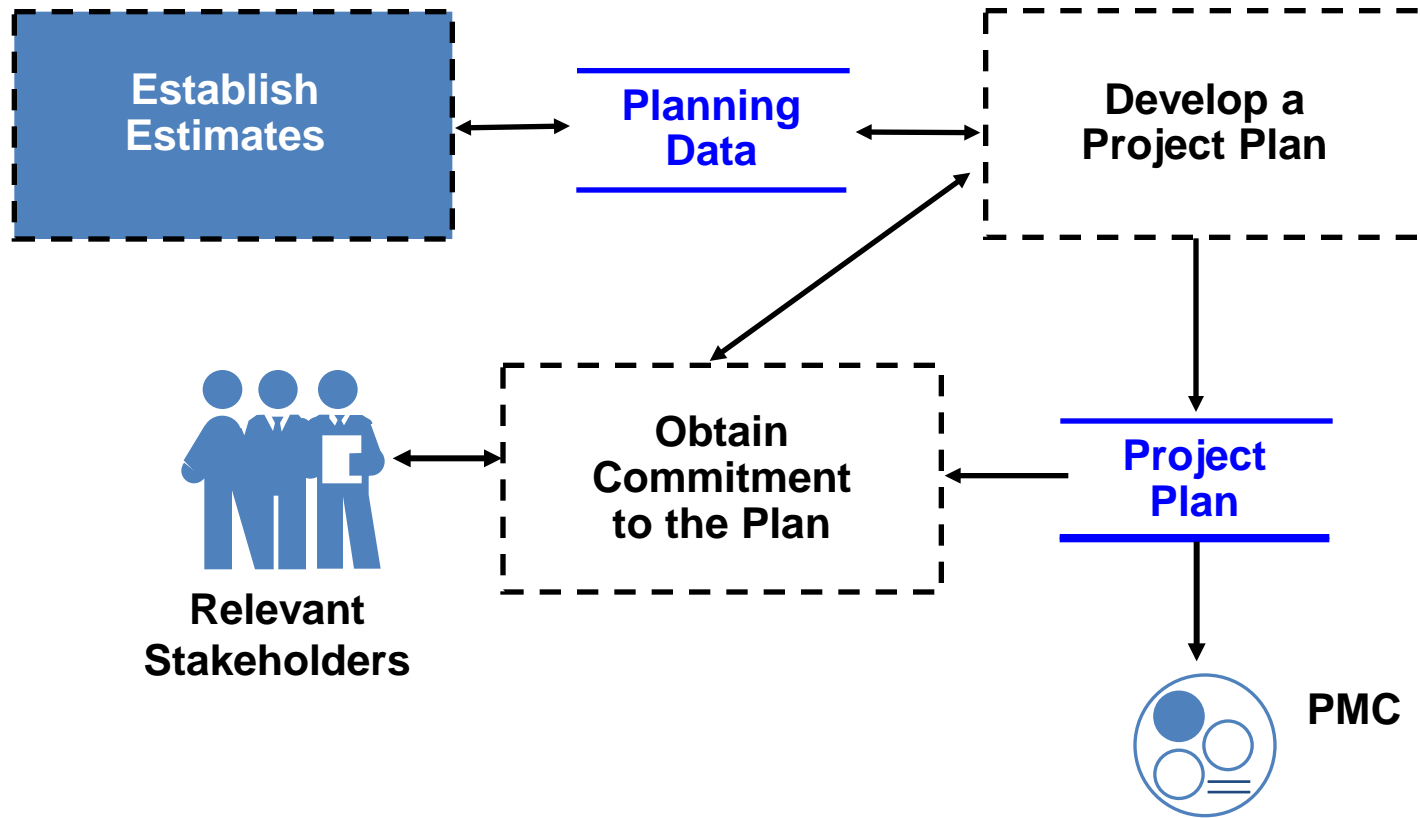 Establish
Estimates
Planning
Data
Develop a
Project Plan
Obtain
Commitment
to the Plan
Project
Plan
Relevant
Stakeholders
PMC